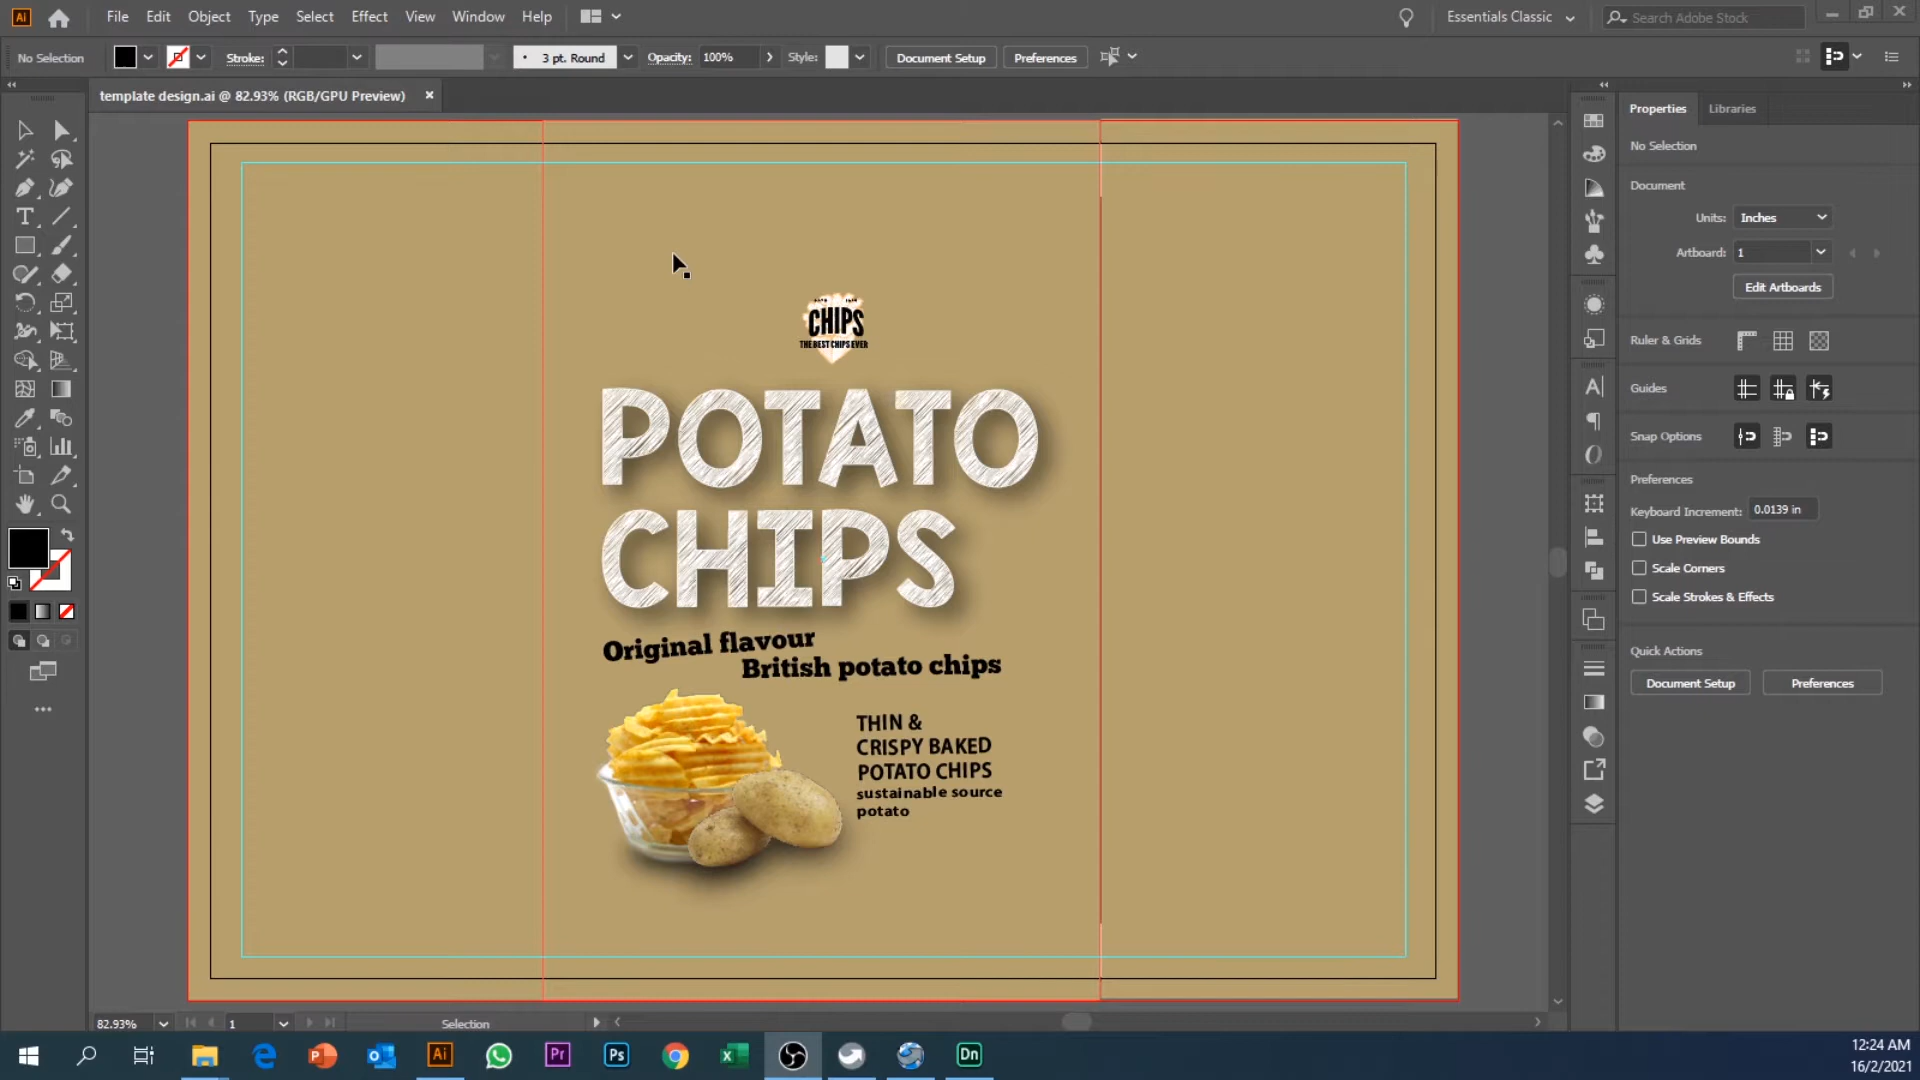 File Edit Object Type Select Effect View Window Help
Essentials Classic
Search Adobe Stock
No Selection
Stroke:
3 pt. Round
Opacity: 100%
Style:
Document Setup
Preferences
template design.ai @ 82.93% (RGB/GPU Preview)
CHIPS
THE BEST CHIPS EVER
POTATO
CHIPS
Original flavour
British potato chips
THIN &
CRISPY BAKED
POTATO CHIPS
sustainable source
potato
Properties Libraries
No Selection
Document
Units: Inches
Artboard: 1
Edit Artboards
Ruler & Grids
Guides
Snap Options
Preferences
Keyboard Increment: 0.0139 in
Use Preview Bounds
Scale Corners
Scale Strokes & Effects
Quick Actions
Document Setup Preferences
82.93%
1
Selection
12:24 AM
16/2/2021